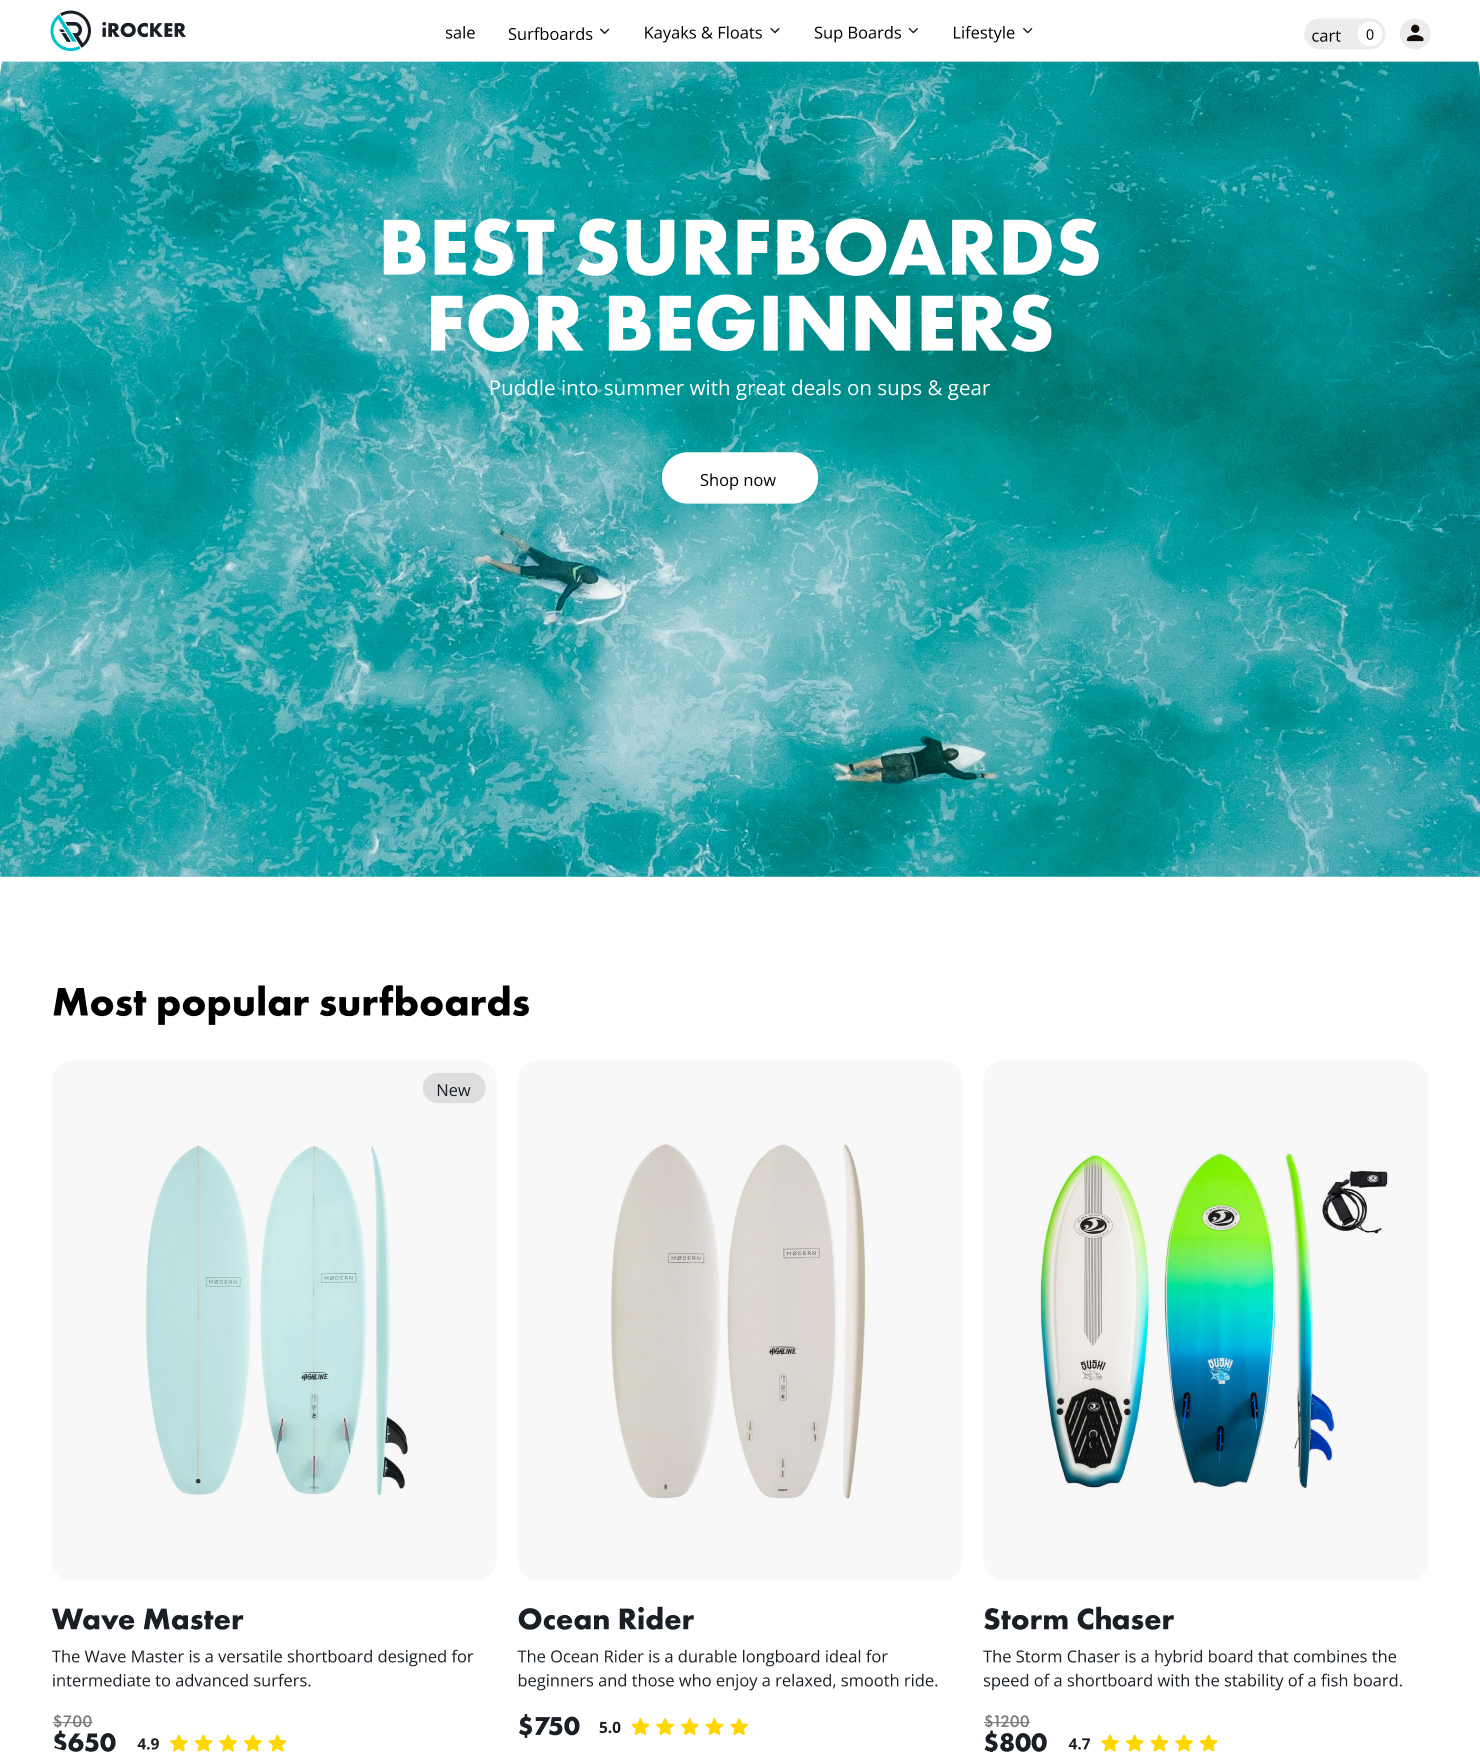 iROCKER
sale Surfboards Kayaks & Floats Sup Boards Lifestyle
cart 0
BEST SURFBOARDS
FOR BEGINNERS
Puddle into summer with great deals on sups & gear
Shop now
Most popular surfboards
New
MØDERN
MØDERN
HIGHLINE
MØDERN
MØDERN
HIGHLINE
SUSHI
SUSHI
Wave Master
The Wave Master is a versatile shortboard designed for
intermediate to advanced surfers.
$700
$650 4.9
Ocean Rider
The Ocean Rider is a durable longboard ideal for
beginners and those who enjoy a relaxed, smooth ride.
$750 5.0
Storm Chaser
The Storm Chaser is a hybrid board that combines the
speed of a shortboard with the stability of a fish board.
$1200
$800 4.7